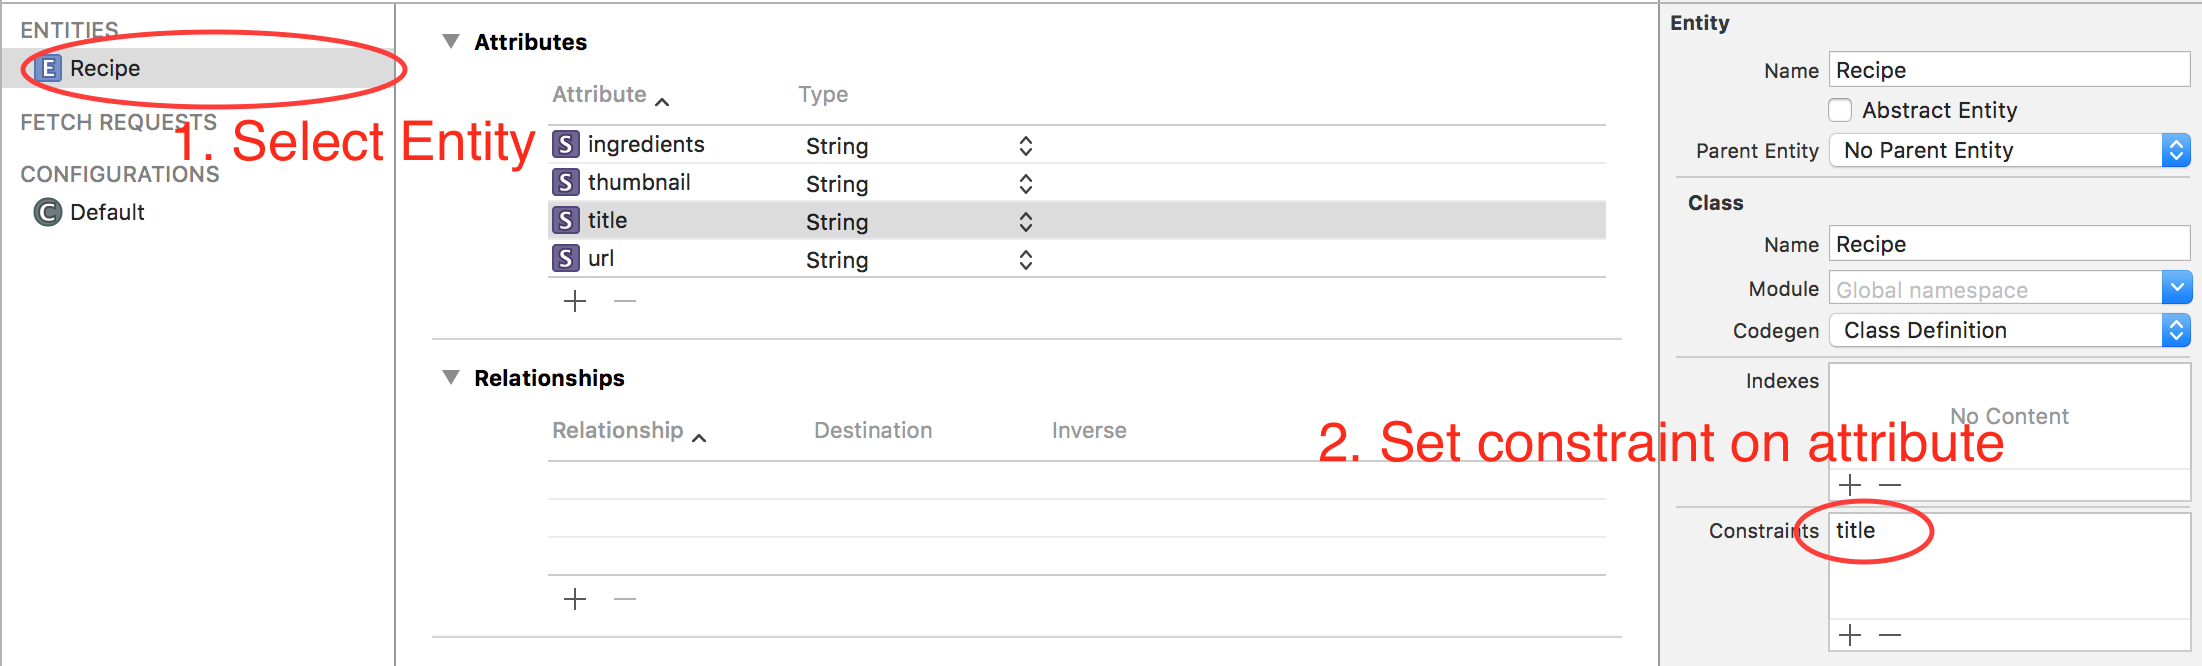 ENTITIES
E Recipe
FETCH REQUESTS
1. Select Entity
CONFIGURATIONS
C Default
Attributes
Attribute Type
S ingredients String
S thumbnail String
S title String
S url String
Relationships
Relationship Destination Inverse
2. Set constraint on attribute
Entity
Name Recipe
Abstract Entity
Parent Entity No Parent Entity
Class
Name Recipe
Module Global namespace
Codegen Class Definition
Indexes
No Content
Constraints title